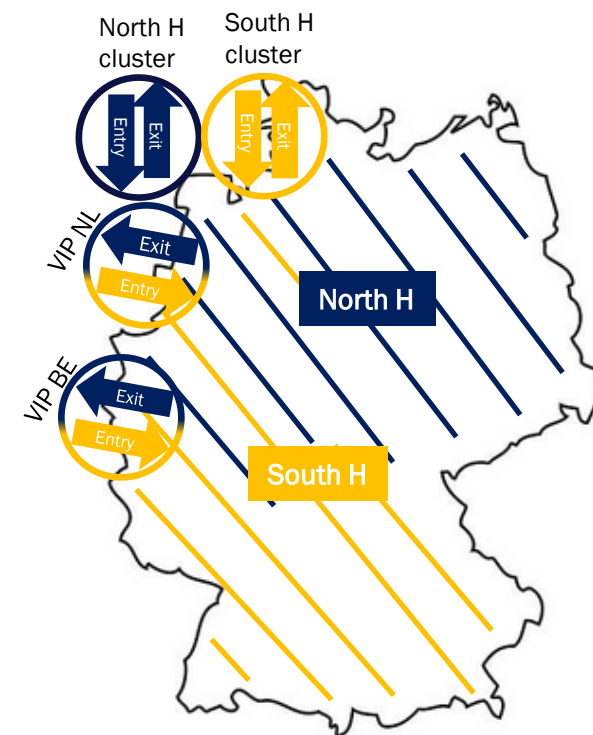 North H
cluster
South H
cluster
Entry
Exit
Entry
Exit
VIP NL
Exit
Entry
North H
VIP BE
Exit
Entry
South H